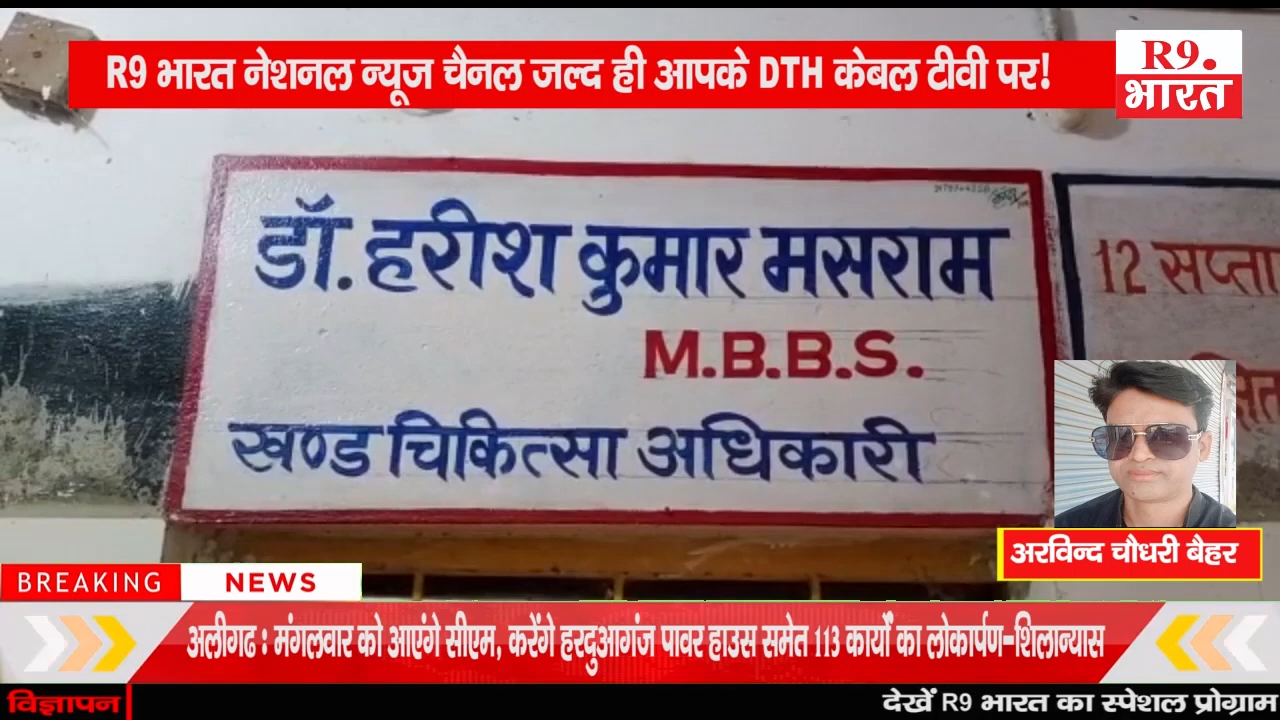 R9 भारत नेशनल न्यूज चैनल जल्द ही आपके DTH केबल टीवी पर!
R9.
भारत
डॉ. हरीश कुमार मसराम
M.B.B.S.
खण्ड चिकित्सा अधिकारी
12 सप्ता
अरविन्द चौधरी बैहर
BREAKING NEWS
अलीगढ : मंगलवार को आएंगे सीएम, करेंगे हरदुआगंज पावर हाउस समेत 113 कार्यों का लोकार्पण-शिलान्यास
विज्ञापन
देखें R9 भारत का स्पेशल प्रोग्राम